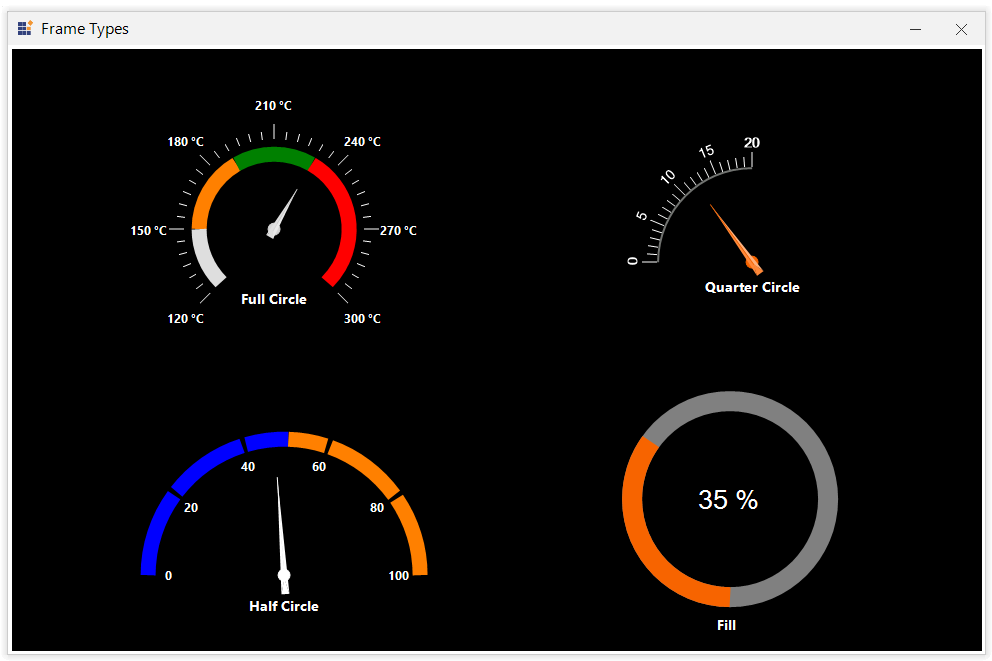 Frame Types
210 °C
180 °C
240 °C
150 °C
270 °C
120 °C
300 °C
Full Circle
0
5
10
15
20
Quarter Circle
0
20
40
60
80
100
Half Circle
35 %
Fill